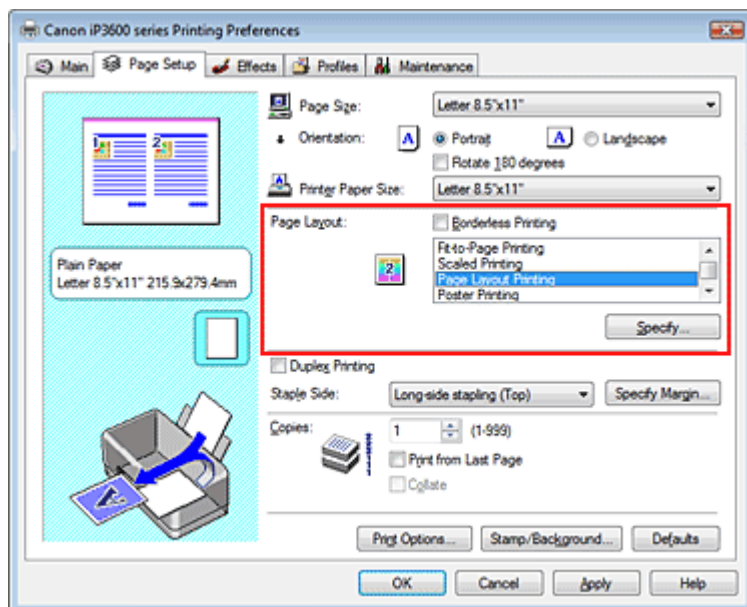 Canon iP3600 series Printing Preferences
Main Page Setup Effects Profiles Maintenance
1 2
Plain Paper
Letter 8.5"x11" 215.9x279.4mm
Page Size: Letter 8.5"x11"
Orientation: A Portrait A Landscape
Rotate 180 degrees
Printer Paper Size: Letter 8.5"x11"
Page Layout: Borderless Printing
Fit-to-Page Printing
Scaled Printing
2
Page Layout Printing
Poster Printing
Specify...
Duplex Printing
Staple Side: Long-side stapling (Top) Specify Margin...
Copies: 1 (1-999)
Print from Last Page
Collate
A
Print Options... Stamp/Background... Defaults
OK Cancel Apply Help